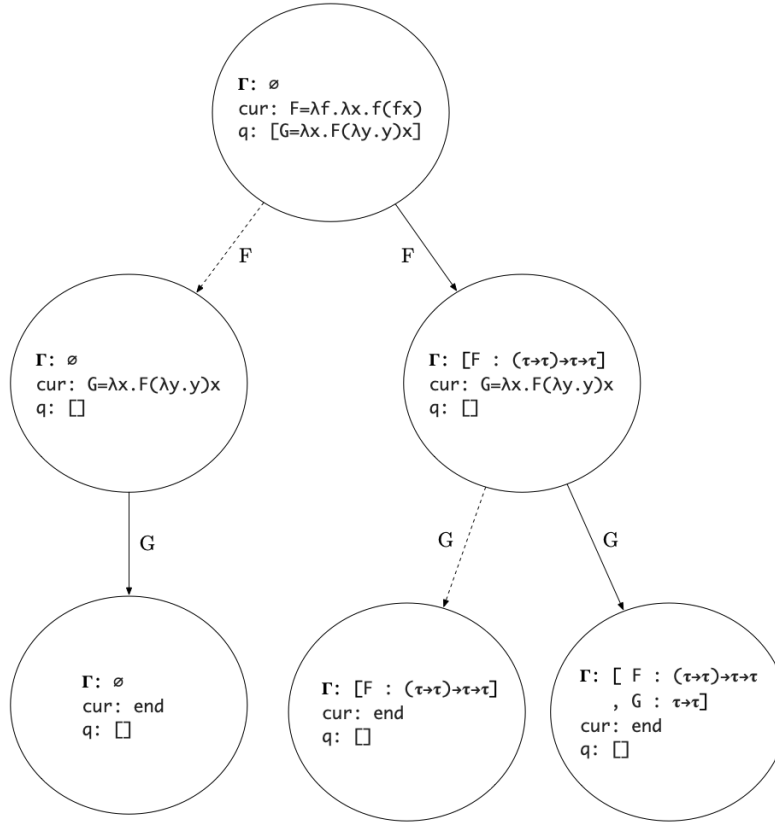 Γ: ∅
cur: F=λf.λx.f(fx)
q: [G=λx.F(λy.y)x]
F
F
Γ: ∅
cur: G=λx.F(λy.y)x
q: []
Γ: [F : (τ→τ)→τ→τ]
cur: G=λx.F(λy.y)x
q: []
G
G
G
Γ: ∅
cur: end
q: []
Γ: [F : (τ→τ)→τ→τ]
cur: end
q: []
Γ: [ F : (τ→τ)→τ→τ
, G : τ→τ]
cur: end
q: []